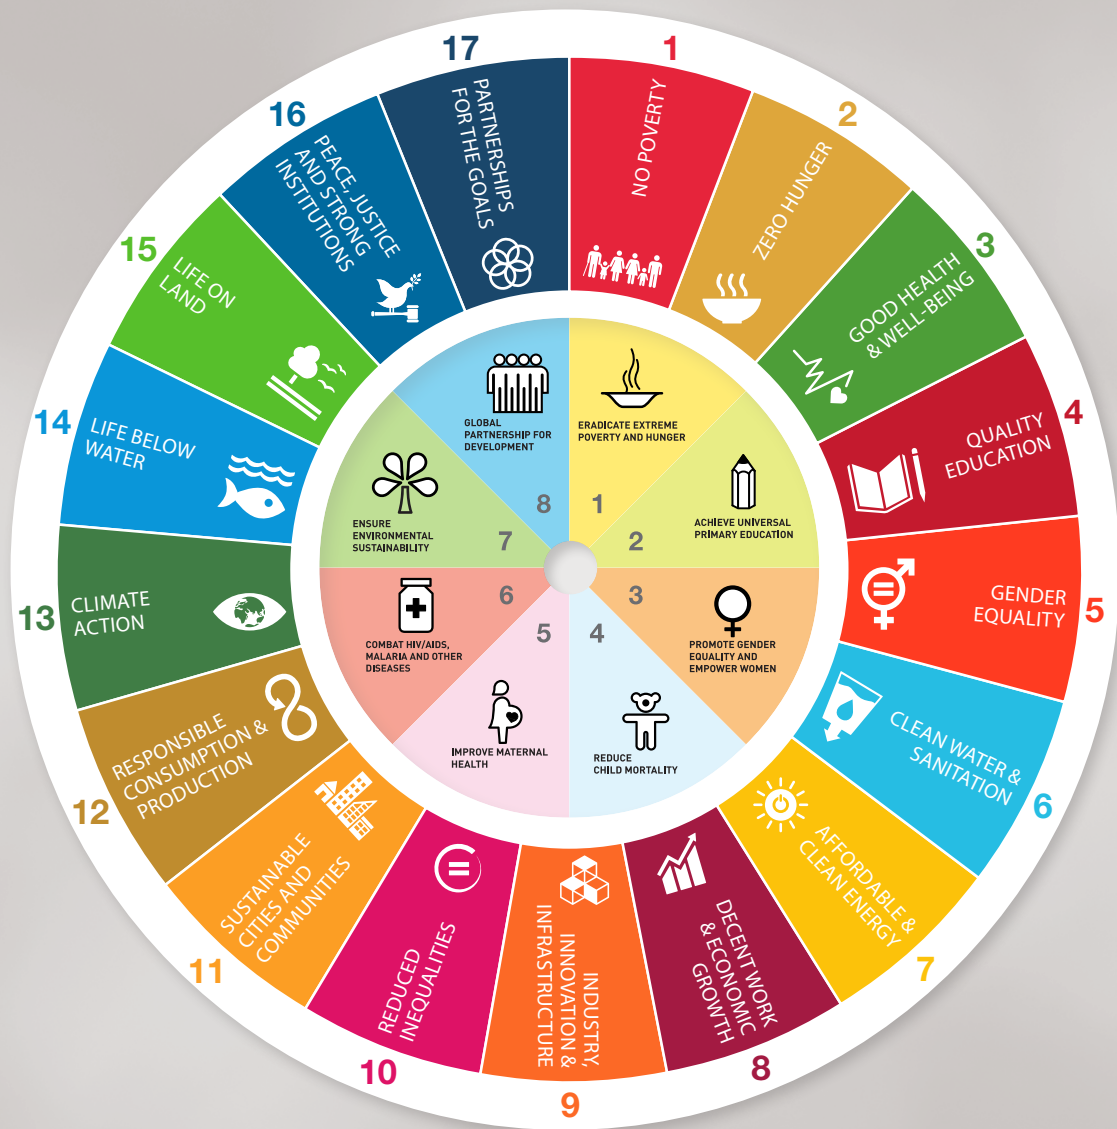 1
NO POVERTY
2
ZERO HUNGER
3
GOOD HEALTH
& WELL-BEING
4
QUALITY
EDUCATION
5
GENDER
EQUALITY
6
CLEAN WATER &
SANITATION
7
AFFORDABLE &
CLEAN ENERGY
8
DECENT WORK
& ECONOMIC
GROWTH
9
INDUSTRY,
INNOVATION &
INFRASTRUCTURE
10
REDUCED
INEQUALITIES
11
SUSTAINABLE
CITIES AND
COMMUNITIES
12
RESPONSIBLE
CONSUMPTION &
PRODUCTION
13
CLIMATE
ACTION
14
LIFE BELOW
WATER
15
LIFE ON
LAND
16
PEACE, JUSTICE
AND STRONG
INSTITUTIONS
17
PARTNERSHIPS
FOR THE GOALS
ERADICATE EXTREME
POVERTY AND HUNGER
1
ACHIEVE UNIVERSAL
PRIMARY EDUCATION
2
3
PROMOTE GENDER
EQUALITY AND
EMPOWER WOMEN
4
REDUCE
CHILD MORTALITY
5
IMPROVE MATERNAL
HEALTH
6
COMBAT HIV/AIDS,
MALARIA AND OTHER
DISEASES
ENSURE
ENVIRONMENTAL
SUSTAINABILITY
7
GLOBAL
PARTNERSHIP FOR
DEVELOPMENT
8